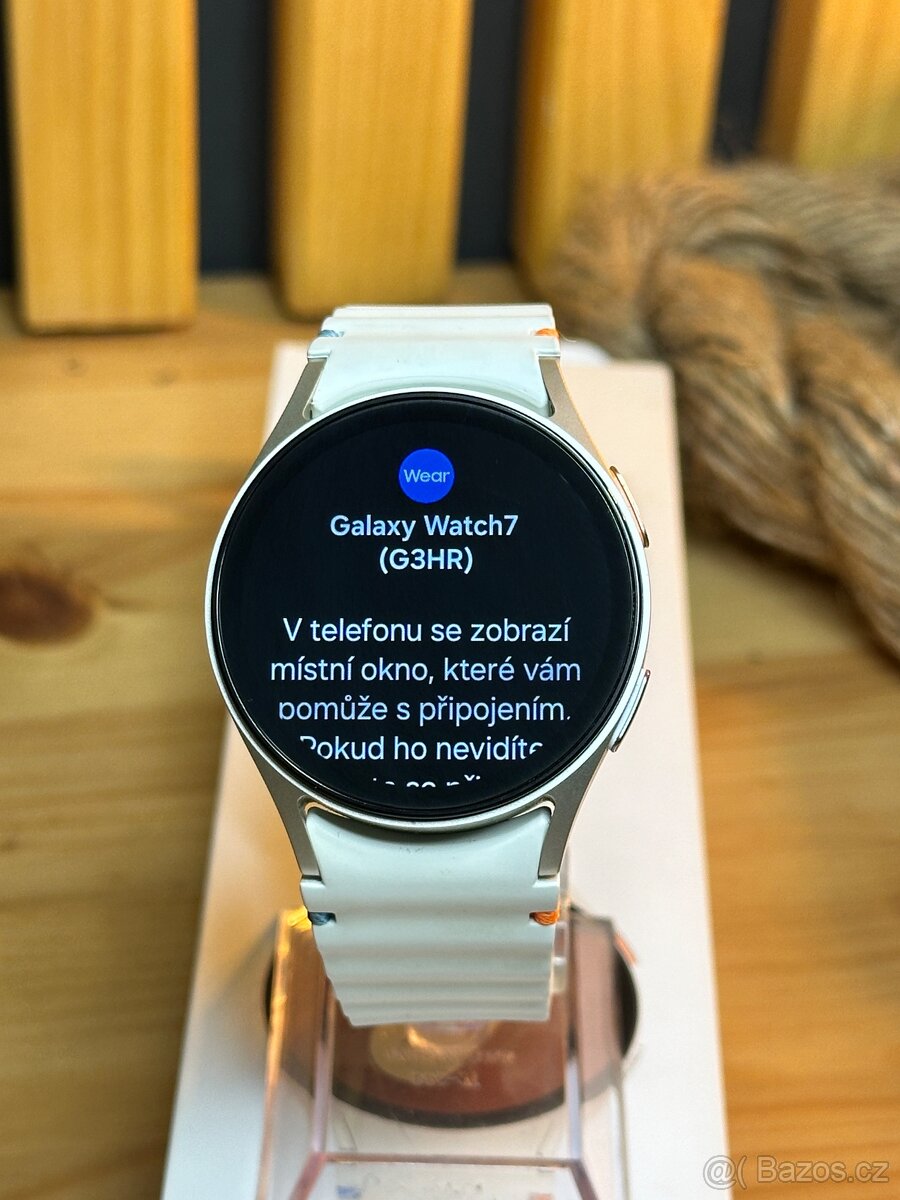 Wear
Galaxy Watch7
(G3HR)
V telefonu se zobrazí
místní okno, které vám
pomůže s připojením.
Pokud ho nevidíte
@( Bazos.cz